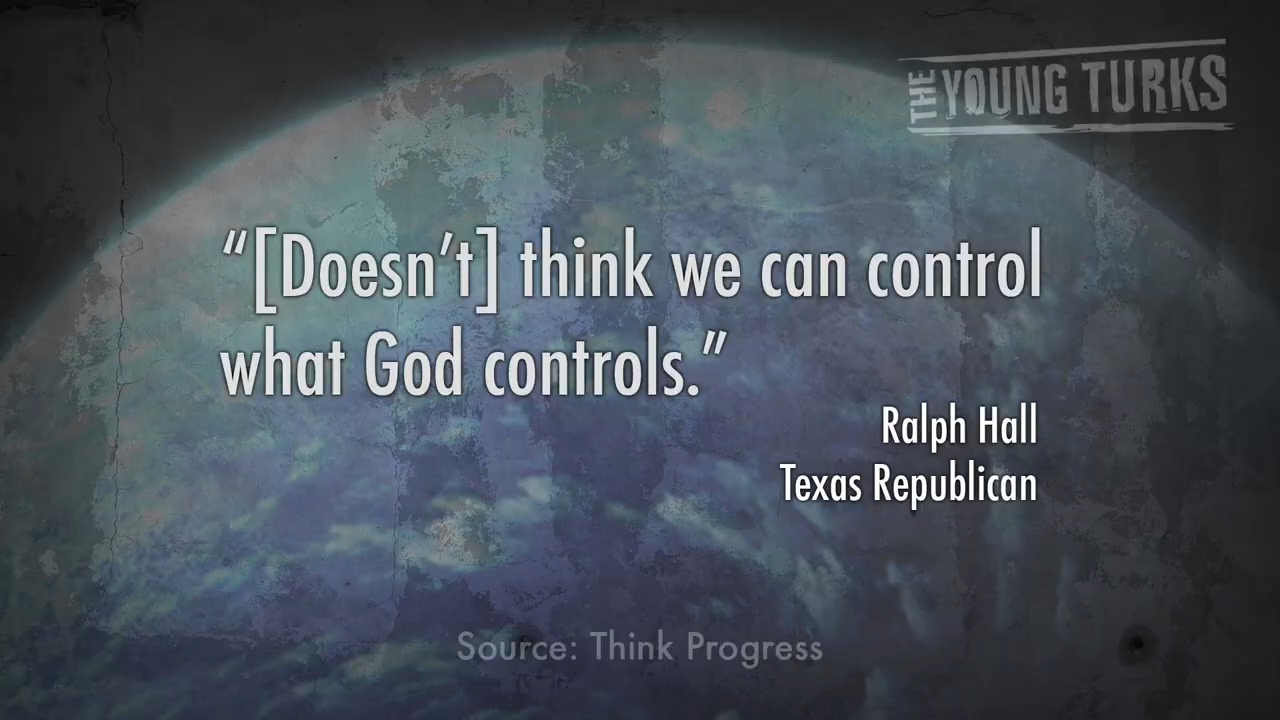 THE YOUNG TURKS
“[Doesn’t] think we can control
what God controls.”
Ralph Hall
Texas Republican
Source: Think Progress